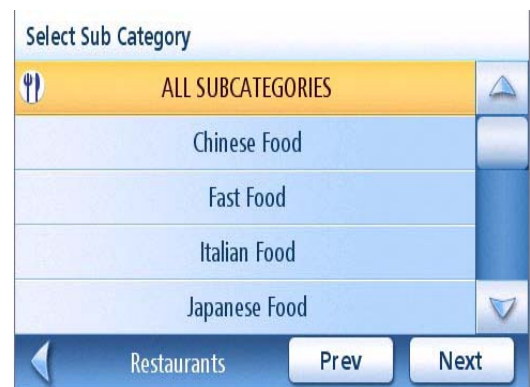 Select Sub Category
ALL SUBCATEGORIES
Chinese Food
Fast Food
Italian Food
Japanese Food
Restaurants Prev Next